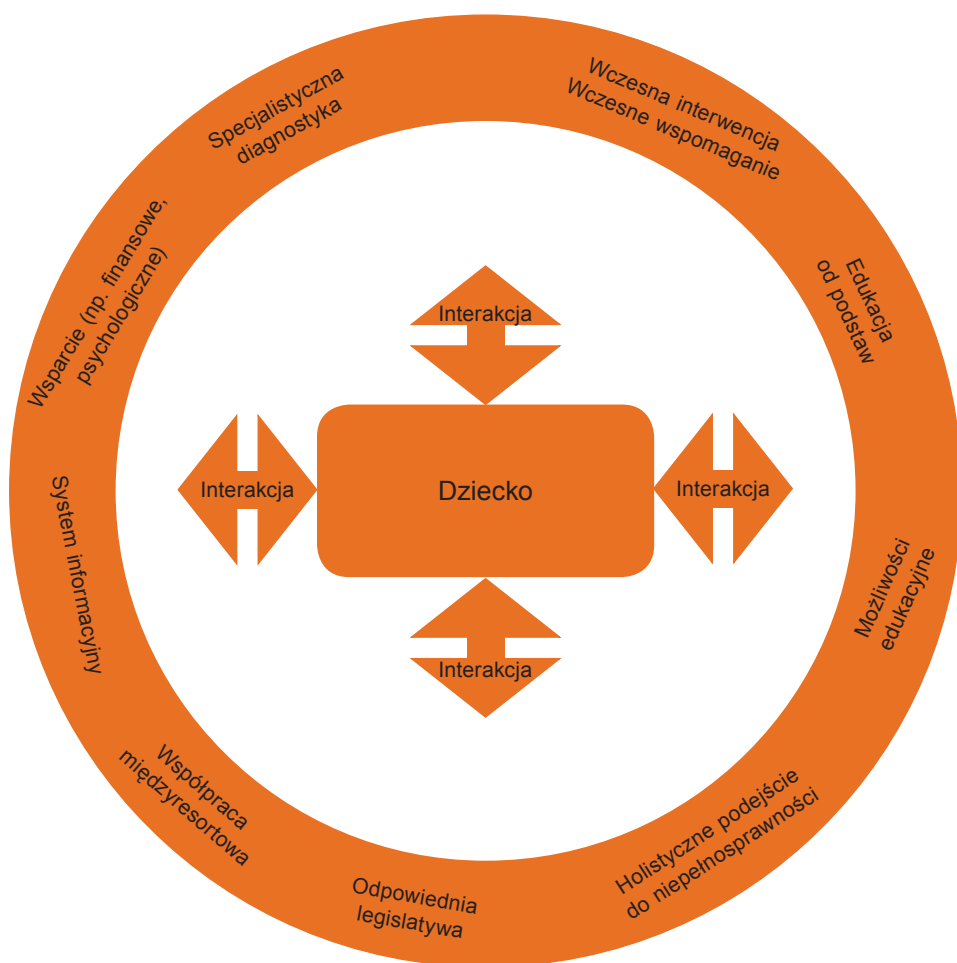 Specjalistyczna
diagnostyka
Wczesna interwencja
Wczesne wspomaganie
Edukacja
od podstaw
Możliwości
edukacyjne
Holistyczne podejście
do niepełnosprawności
Odpowiednia
legislatywa
Współpraca
międzyresortowa
System informacyjny
Wsparcie (np. finansowe,
psychologiczne)
Interakcja
Interakcja
Dziecko
Interakcja
Interakcja